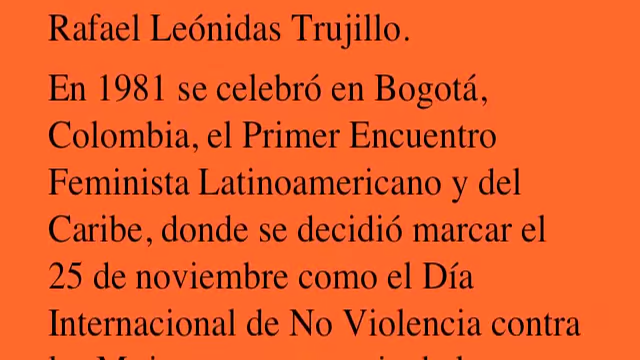 Rafael Leónidas Trujillo.
En 1981 se celebró en Bogotá,
Colombia, el Primer Encuentro
Feminista Latinoamericano y del
Caribe, donde se decidió marcar el
25 de noviembre como el Día
Internacional de No Violencia contra